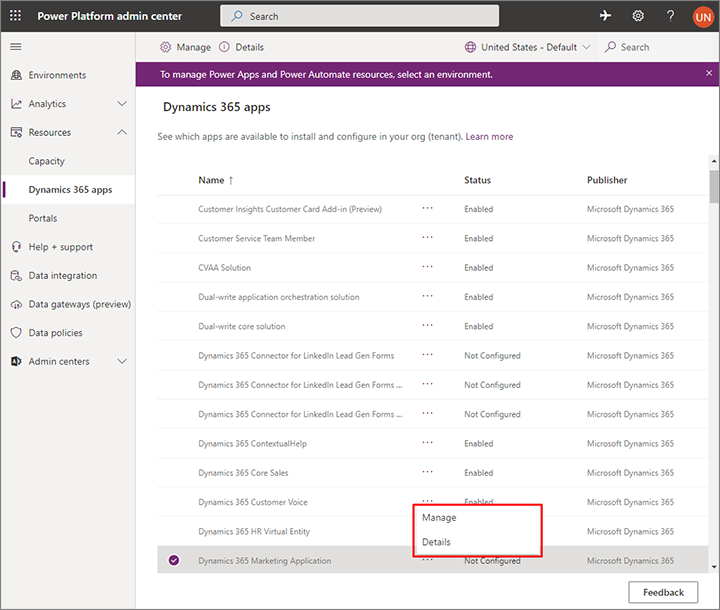 Power Platform admin center
Search
?
UN
Manage
Details
United States - Default
Search
Environments
Analytics
Resources
Capacity
Dynamics 365 apps
Portals
Help + support
Data integration
Data gateways (preview)
Data policies
Admin centers
To manage Power Apps and Power Automate resources, select an environment.
Dynamics 365 apps
See which apps are available to install and configure in your org (tenant). Learn more
Name ↑ Status Publisher
Customer Insights Customer Card Add-in (Preview) ... Enabled Microsoft Dynamics 365
Customer Service Team Member ... Enabled Microsoft Dynamics 365
CVAA Solution ... Enabled Microsoft Dynamics 365
Dual-write application orchestration solution ... Enabled Microsoft Dynamics 365
Dual-write core solution ... Enabled Microsoft Dynamics 365
Dynamics 365 Connector for LinkedIn Lead Gen Forms ... Not Configured Microsoft Dynamics 365
Dynamics 365 Connector for LinkedIn Lead Gen Forms ... ... Not Configured Microsoft Dynamics 365
Dynamics 365 Connector for LinkedIn Lead Gen Forms ... ... Not Configured Microsoft Dynamics 365
Dynamics 365 ContextualHelp ... Enabled Microsoft Dynamics 365
Dynamics 365 Core Sales ... Enabled Microsoft Dynamics 365
Dynamics 365 Customer Voice ... Enabled Microsoft Dynamics 365
Manage
Dynamics 365 HR Virtual Entity Microsoft Dynamics 365
Details
Dynamics 365 Marketing Application ... Not Configured Microsoft Dynamics 365
Feedback